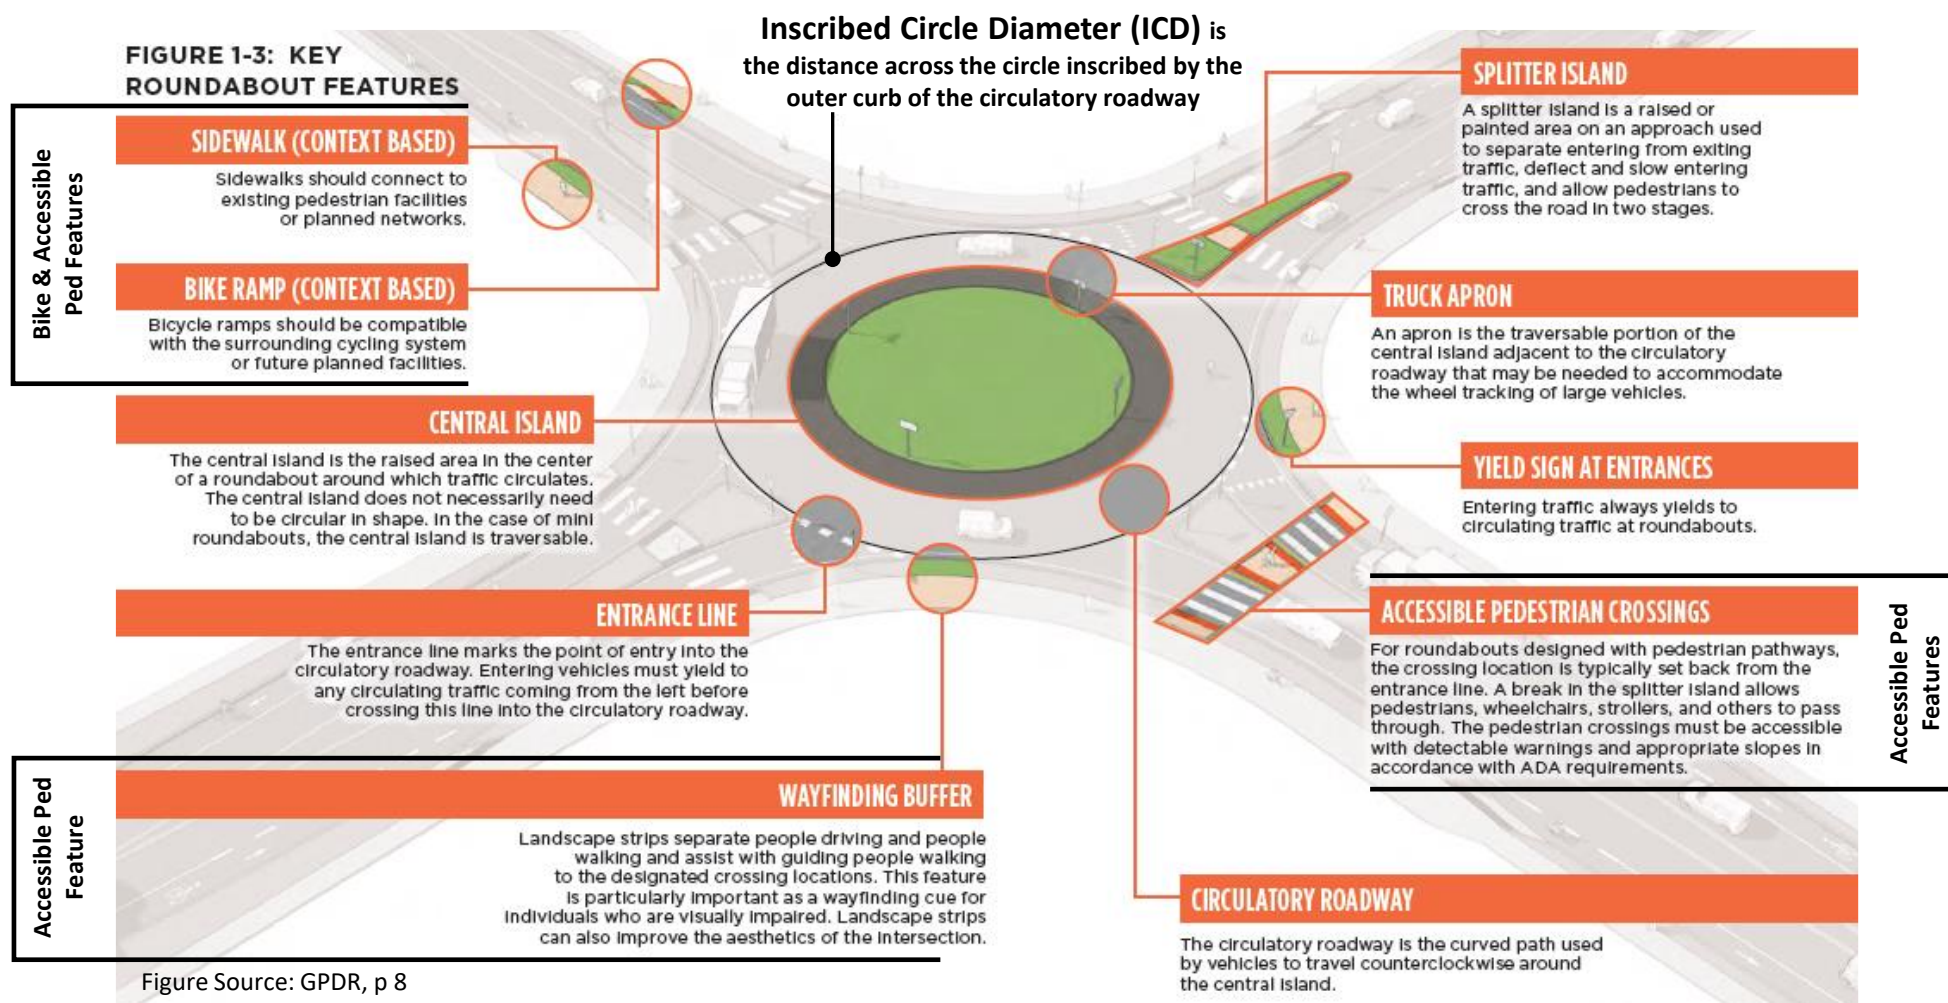 Inscribed Circle Diameter (ICD) is
the distance across the circle inscribed by the
outer curb of the circulatory roadway
FIGURE 1-3: KEY
ROUNDABOUT FEATURES
Bike & Accessible
Ped Features
SIDEWALK (CONTEXT BASED)
Sidewalks should connect to
existing pedestrian facilities
or planned networks.
BIKE RAMP (CONTEXT BASED)
Bicycle ramps should be compatible
with the surrounding cycling system
or future planned facilities.
CENTRAL ISLAND
The central island is the raised area in the center
of a roundabout around which traffic circulates.
The central island does not necessarily need
to be circular in shape. In the case of mini
roundabouts, the central island is traversable.
ENTRANCE LINE
The entrance line marks the point of entry into the
circulatory roadway. Entering vehicles must yield to
any circulating traffic coming from the left before
crossing this line into the circulatory roadway.
Accessible Ped
Feature
WAYFINDING BUFFER
Landscape strips separate people driving and people
walking and assist with guiding people walking
to the designated crossing locations. This feature
is particularly important as a wayfinding cue for
individuals who are visually impaired. Landscape strips
can also improve the aesthetics of the intersection.
Figure Source: GPDR, p 8
SPLITTER ISLAND
A splitter island is a raised or
painted area on an approach used
to separate entering from exiting
traffic, deflect and slow entering
traffic, and allow pedestrians to
cross the road in two stages.
TRUCK APRON
An apron is the traversable portion of the
central island adjacent to the circulatory
roadway that may be needed to accommodate
the wheel tracking of large vehicles.
YIELD SIGN AT ENTRANCES
Entering traffic always yields to
circulating traffic at roundabouts.
ACCESSIBLE PEDESTRIAN CROSSINGS
For roundabouts designed with pedestrian pathways,
the crossing location is typically set back from the
entrance line. A break in the splitter island allows
pedestrians, wheelchairs, strollers, and others to pass
through. The pedestrian crossings must be accessible
with detectable warnings and appropriate slopes in
accordance with ADA requirements.
Accessible Ped
Features
CIRCULATORY ROADWAY
The circulatory roadway is the curved path used
by vehicles to travel counterclockwise around
the central island.